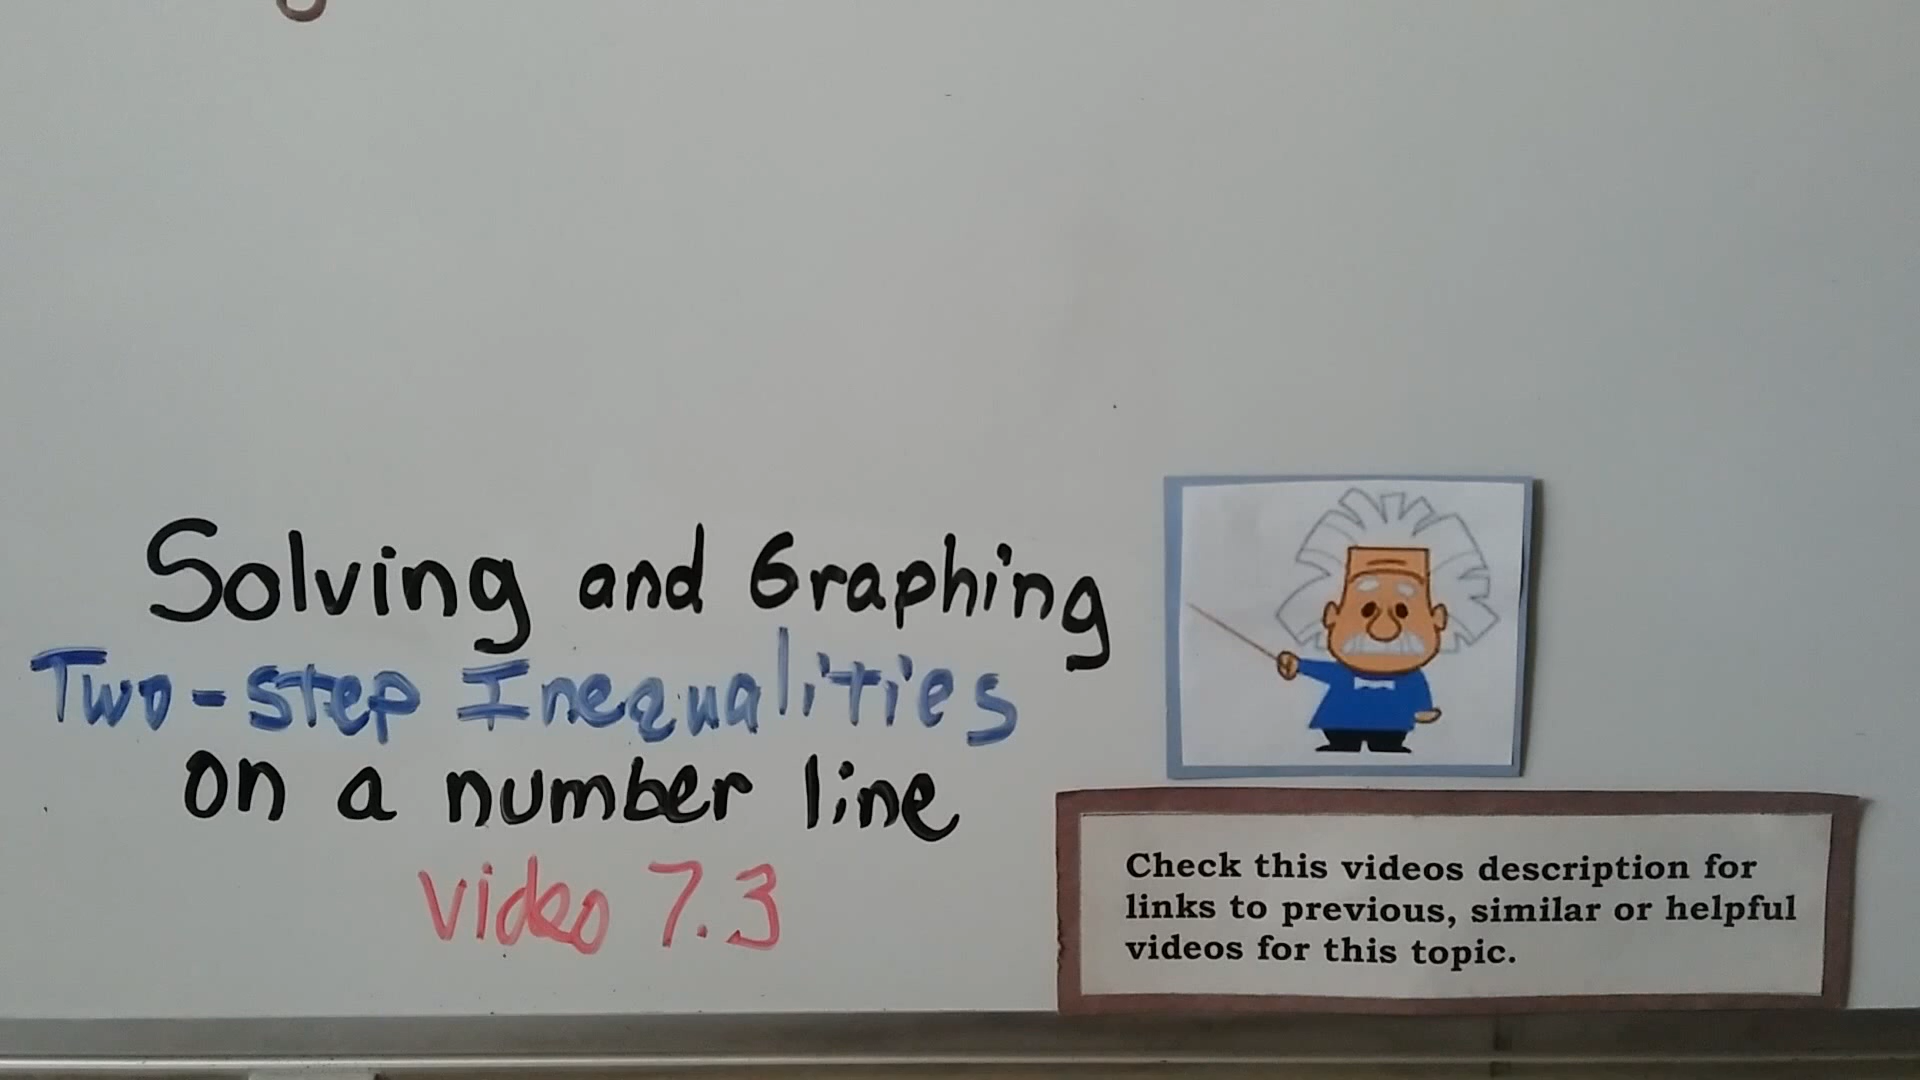 Solving and Graphing
Two-step Inequalities
on a number line
video 7.3
Check this videos description for
links to previous, similar or helpful
videos for this topic.